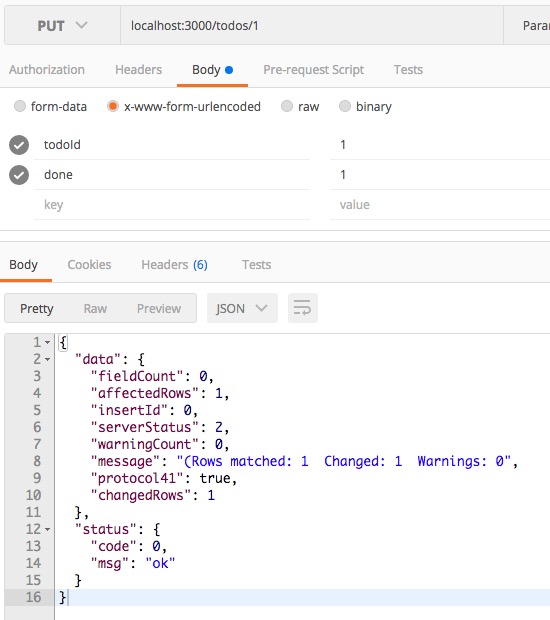 PUT localhost:3000/todos/1 Para
Authorization Headers Body Pre-request Script Tests
form-data x-www-form-urlencoded raw binary
todoId 1
done 1
key value
Body Cookies Headers (6) Tests
Pretty Raw Preview JSON
1 {
2 "data": {
3 "fieldCount": 0,
4 "affectedRows": 1,
5 "insertId": 0,
6 "serverStatus": 2,
7 "warningCount": 0,
8 "message": "(Rows matched: 1  Changed: 1  Warnings: 0",
9 "protocol41": true,
10 "changedRows": 1
11 },
12 "status": {
13 "code": 0,
14 "msg": "ok"
15 }
16 }